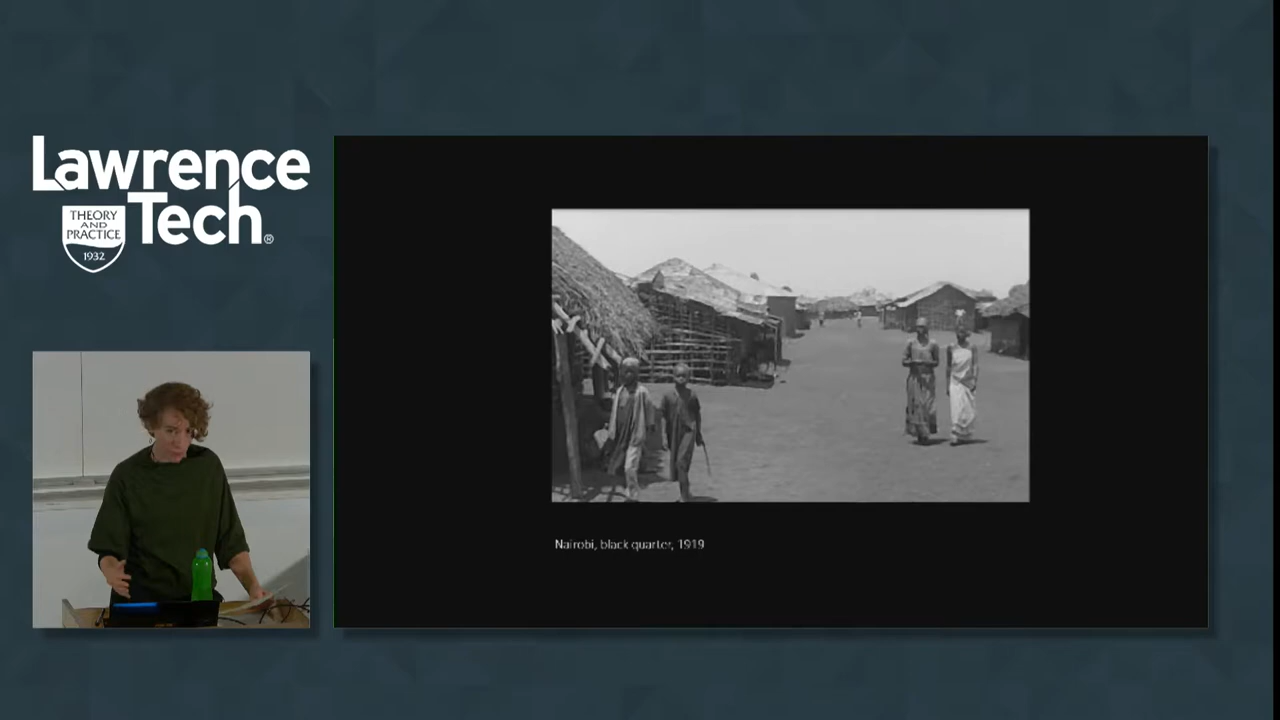 Lawrence
Tech®
THEORY
AND
PRACTICE
1932
Nairobi, black quarter, 1919